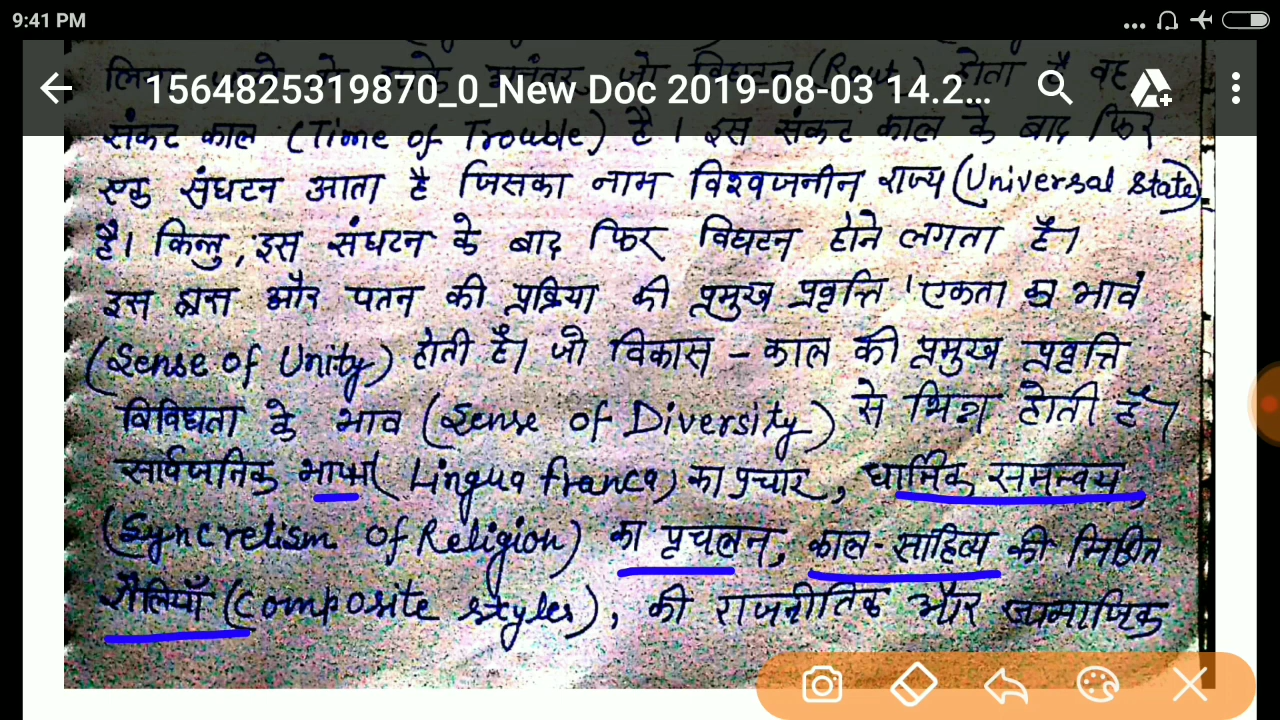 9:41 PM
1564825319870_0_New Doc 2019-08-03 14.2...
होता है वह
संकट काल (Time of Trouble) है। इस संकट काल के बाद फिर
एक संघटन आता है जिसका नाम विश्वजनीन राज्य (Universal State)
है। किन्तु, इस संघटन के बाद फिर विघटन होने लगता है।
इस ह्रास और पतन की प्रक्रिया की प्रमुख प्रवृत्ति 'एकता का भाव'
(Sense of Unity) होती है। जो विकास - काल की प्रमुख प्रवृत्ति
विविधता के भाव (Sense of Diversity) से भिन्न होती है।
सार्वजनिक भाषा (Lingua franca) का प्रचार, धार्मिक समन्वय
(Syncretism of Religion) का प्रचलन, काल-साहित्य की मिश्रित
शैलियाँ (Composite styles), की राजनीतिक और सामाजिक